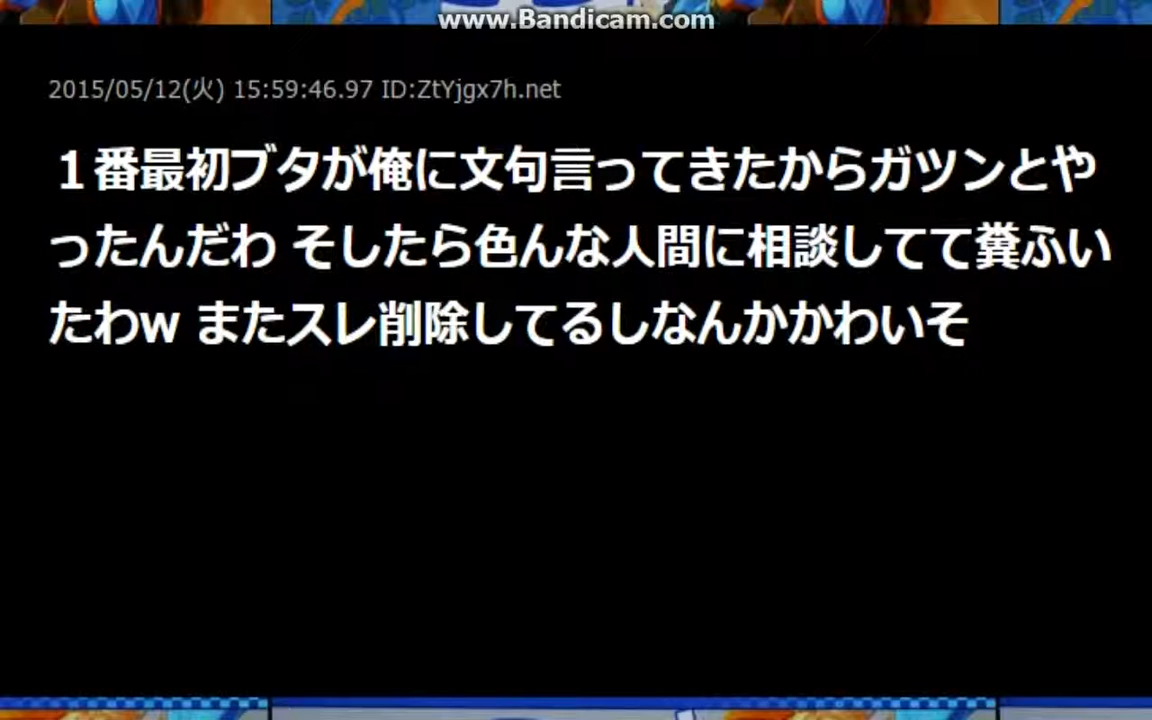 www.Bandicam.com
2015/05/12(火) 15:59:46.97 ID:ZtYjgx7h.net
１番最初ブタが俺に文句言ってきたからガツンとや
ったんだわ そしたら色んな人間に相談してて糞ふい
たわw またスレ削除してるしなんかかわいそ